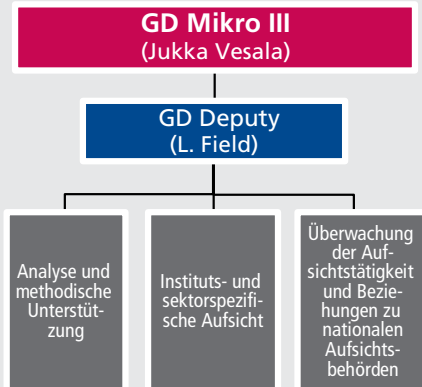 GD Mikro III
(Jukka Vesala)
GD Deputy
(L. Field)
Analyse und
methodische
Unterstüt-
zung
Instituts- und
sektorspezifi-
sche Aufsicht
Überwachung
der Auf-
sichtstätigkeit
und Bezie-
hungen zu
nationalen
Aufsichts-
behörden